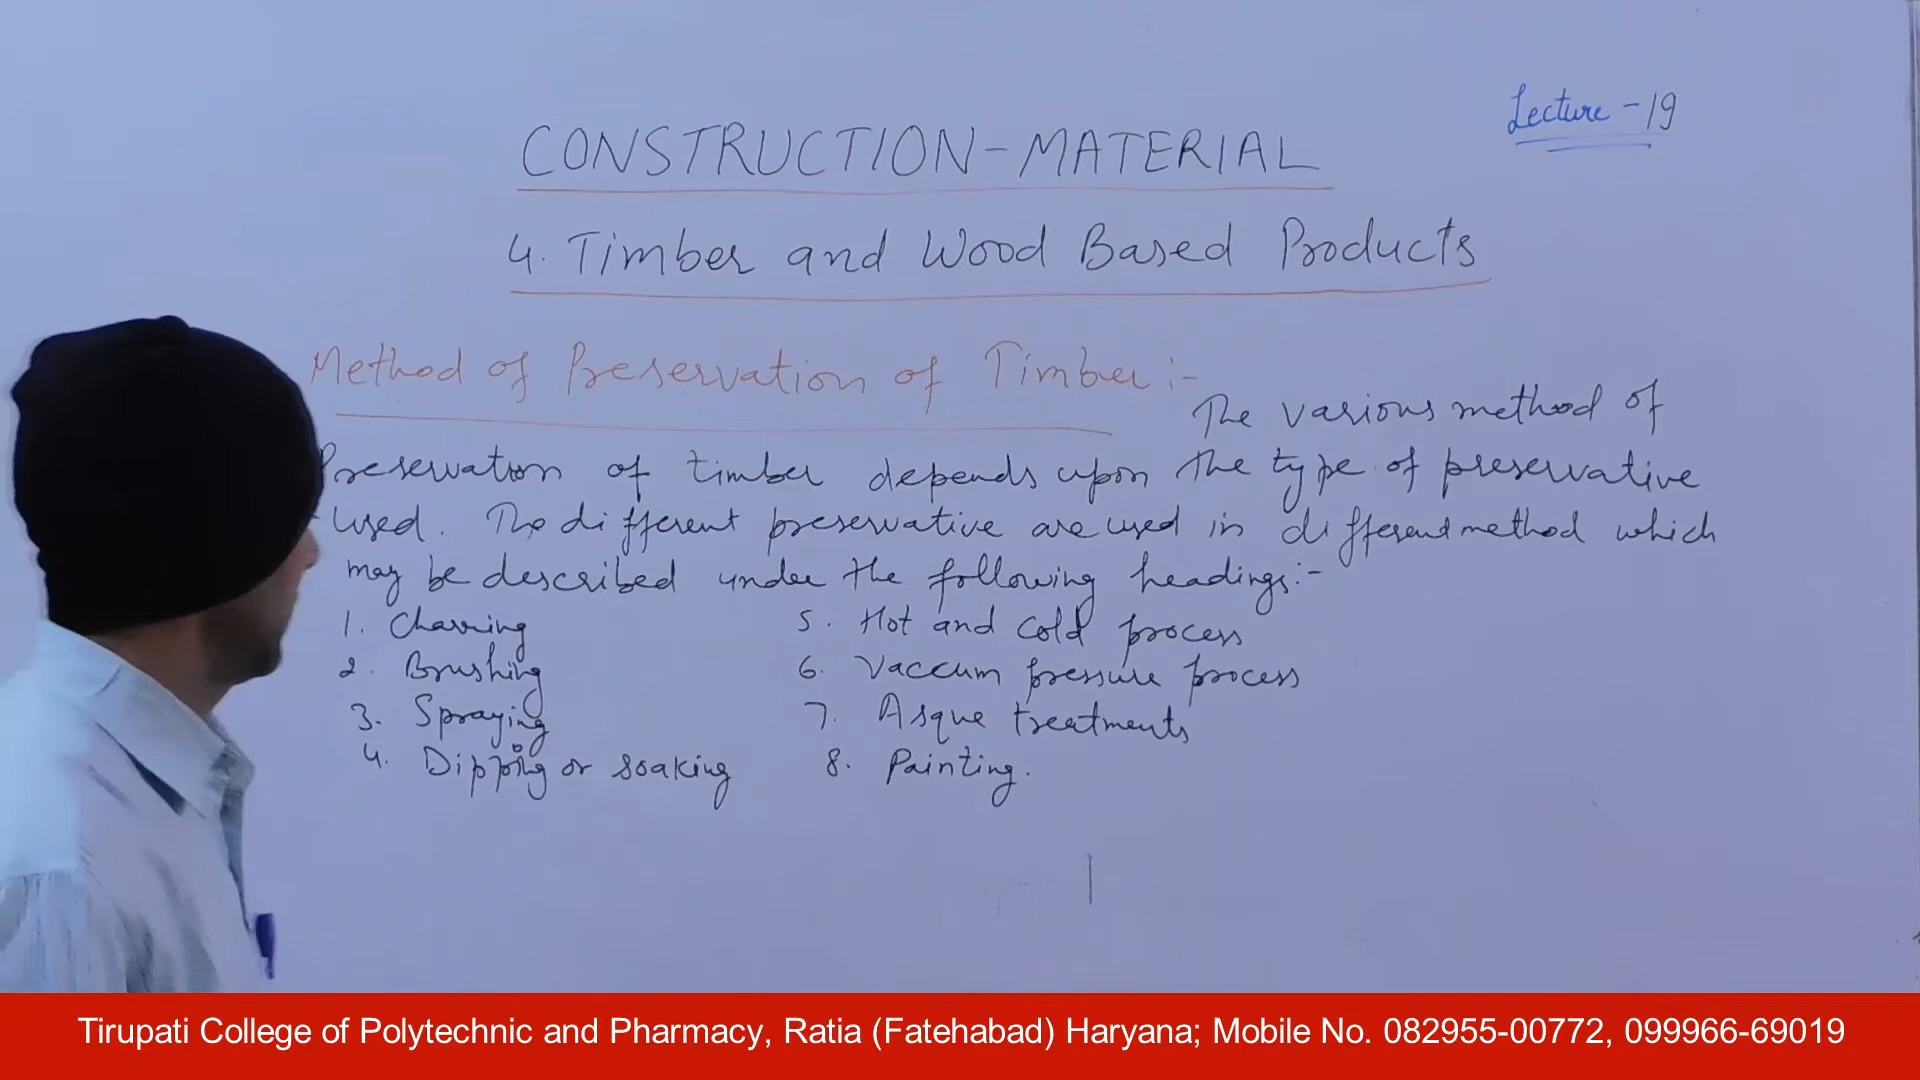 Lecture - 19
CONSTRUCTION-MATERIAL
4. Timber and Wood Based Products
Method of Preservation of Timber :-
The various method of
Preservation of timber depends upon the type of preservative
used. The different preservative are used in different method which
may be described under the following headings:-
1. Charring
2. Brushing
3. Spraying
4. Dipping or soaking
5. Hot and cold process
6. Vaccum pressure process
7. Asque treatments
8. Painting.
Tirupati College of Polytechnic and Pharmacy, Ratia (Fatehabad) Haryana; Mobile No. 082955-00772, 099966-69019